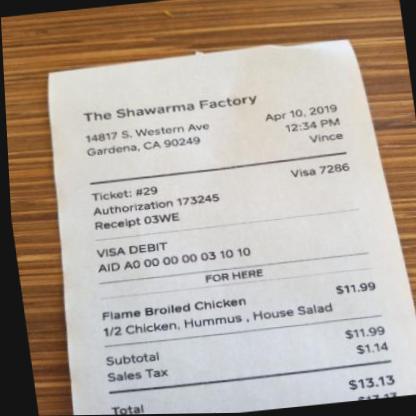 The Shawarma Factory
14817 S. Western Ave
Gardena, CA 90249
Apr 10, 2019
12:34 PM
Vince
Ticket: #29
Visa 7286
Authorization 173245
Receipt 03WE
VISA DEBIT
AID A0 00 00 00 03 10 10
FOR HERE
Flame Broiled Chicken $11.99
1/2 Chicken, Hummus , House Salad
Subtotal $11.99
Sales Tax $1.14
Total $13.13